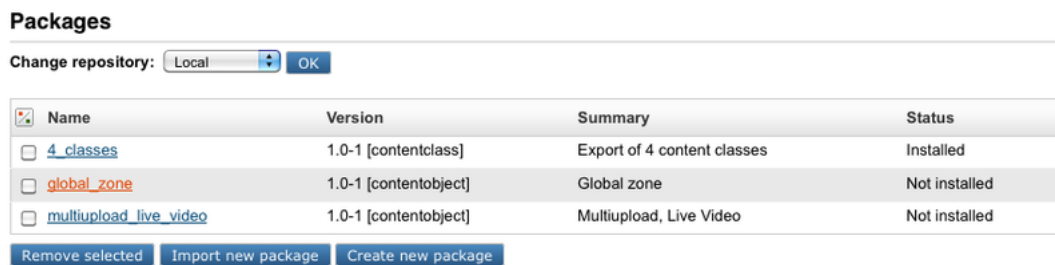 Packages
Change repository: Local OK
Name Version Summary Status
4_classes 1.0-1 [contentclass] Export of 4 content classes Installed
global_zone 1.0-1 [contentobject] Global zone Not installed
multiupload_live_video 1.0-1 [contentobject] Multiupload, Live Video Not installed
Remove selected Import new package Create new package